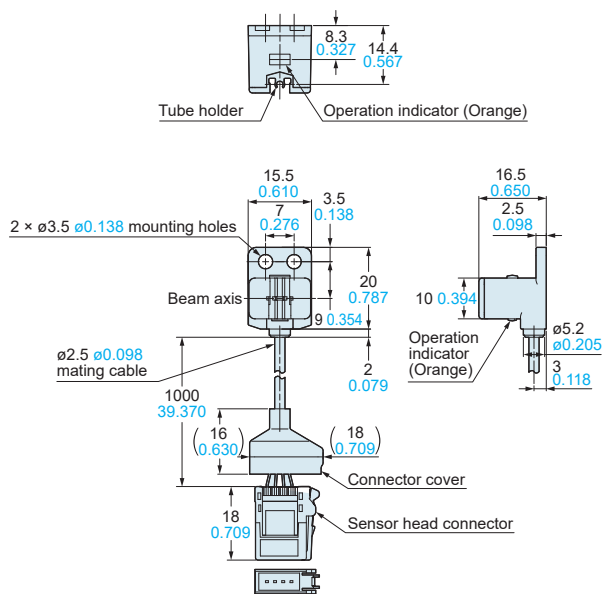 8.3
0.327
14.4
0.567
Tube holder
Operation indicator (Orange)
15.5
0.610
7
0.276
3.5
0.138
2 × ø3.5 ø0.138 mounting holes
Beam axis
20
0.787
9 0.354
ø2.5 ø0.098
mating cable
2
0.079
1000
39.370
(16
0.630)
(18
0.709)
Connector cover
18
0.709
Sensor head connector
16.5
0.650
2.5
0.098
10 0.394
Operation
indicator
(Orange)
ø5.2
ø0.205
3
0.118